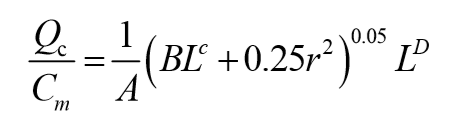 Q_c / C_m = 1/A (BL^c + 0.25r^2)^0.05 L^D